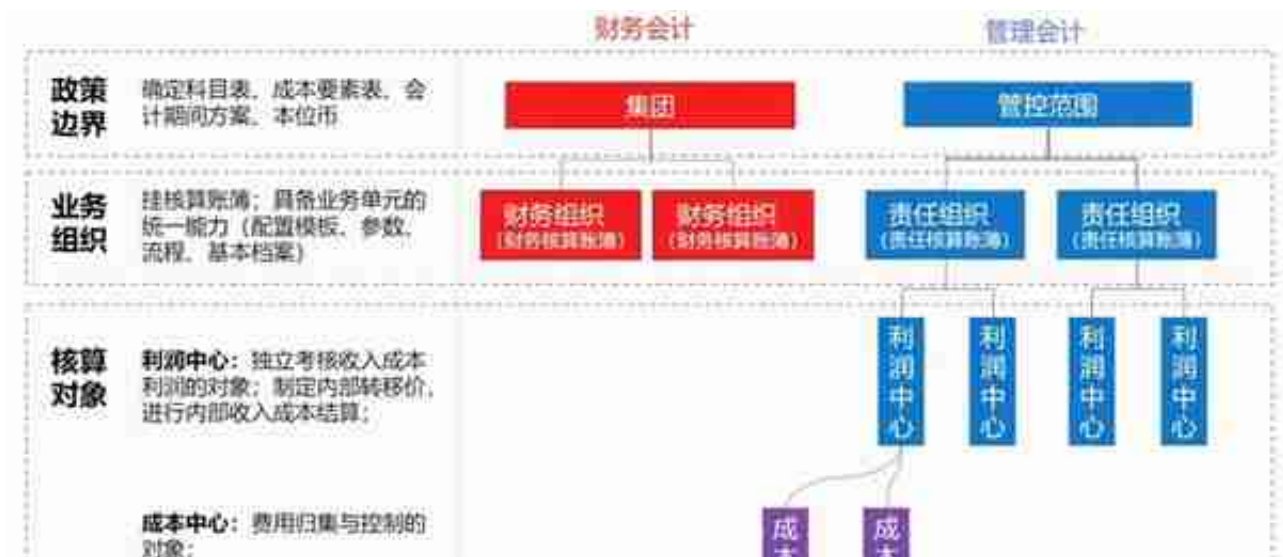 财务会计
管理会计
政策
边界
确定科目表、成本要素表、会
计期间方案、本位币
集团
管控范围
业务
组织
挂核算账簿；具备业务单元的
统一能力（配置模板、参数、
流程、基本档案）
财务组织
（财务核算账簿）
财务组织
（财务核算账簿）
责任组织
（责任核算账簿）
责任组织
（责任核算账簿）
核算
对象
利润中心：独立考核收入成本
利润的对象；制定内部转移价，
进行内部收入成本结算；
利润中心
利润中心
利润中心
利润中心
成本中心：费用归集与控制的
对象；
成本
成本